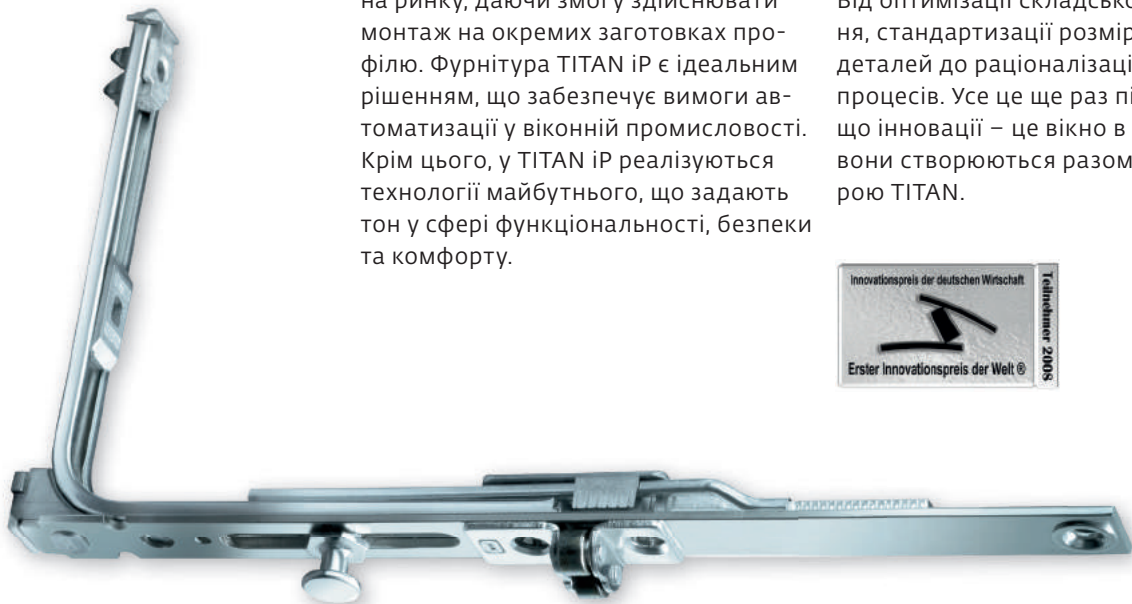 на ринку, даючи змогу здійснювати
монтаж на окремих заготовках про-
філю. Фурнітура TITAN iP є ідеальним
рішенням, що забезпечує вимоги ав-
томатизації у віконній промисловості.
Крім цього, у TITAN iP реалізуються
технології майбутнього, що задають
тон у сфері функціональності, безпеки
та комфорту.
Від оптимізації складсько
ня, стандартизації розмір
деталей до раціоналізаці
процесів. Усе це ще раз пі
що інновації – це вікно в
вони створюються разом
рою TITAN.
Innovationspreis der deutschen Wirtschaft
Erster Innovationspreis der Welt ®
Teilnehmer 2008